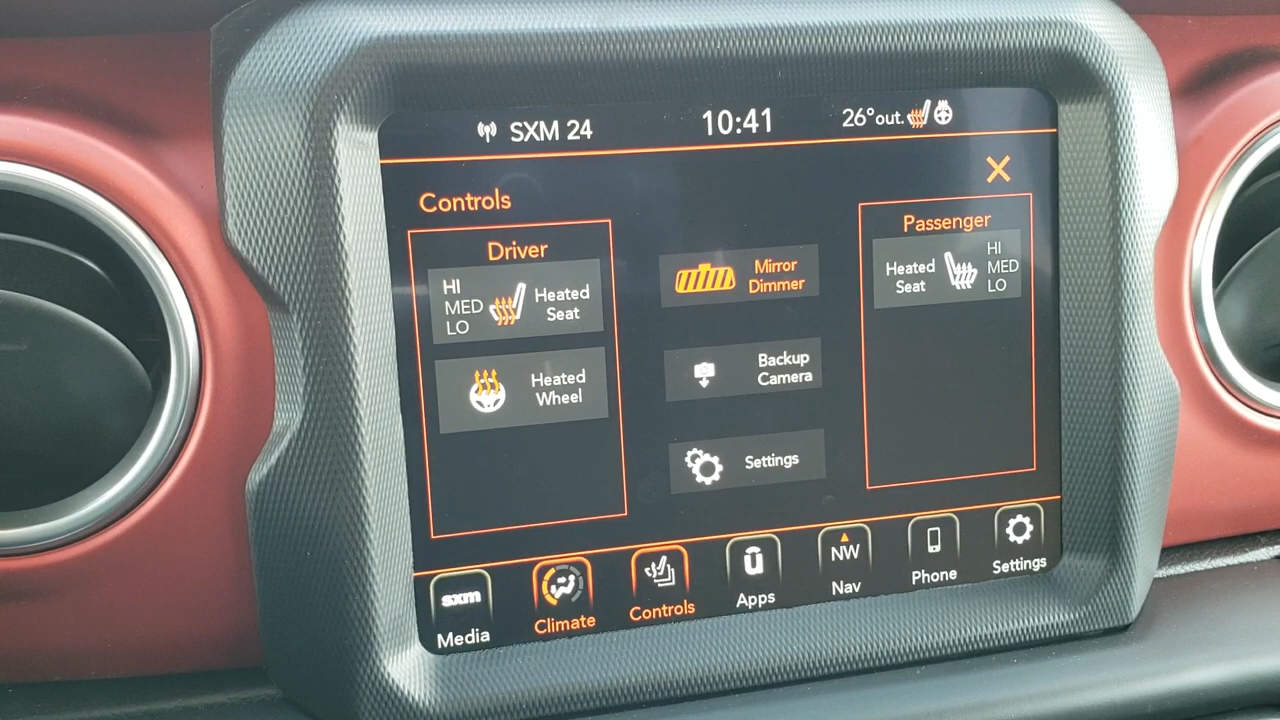 SXM 24
10:41
26°out.
Controls
Driver
HI
MED
LO
Heated
Seat
Heated
Wheel
Mirror
Dimmer
Backup
Camera
Settings
Passenger
Heated
Seat
HI
MED
LO
sxm
Media
Climate
Controls
Apps
NW
Nav
Phone
Settings